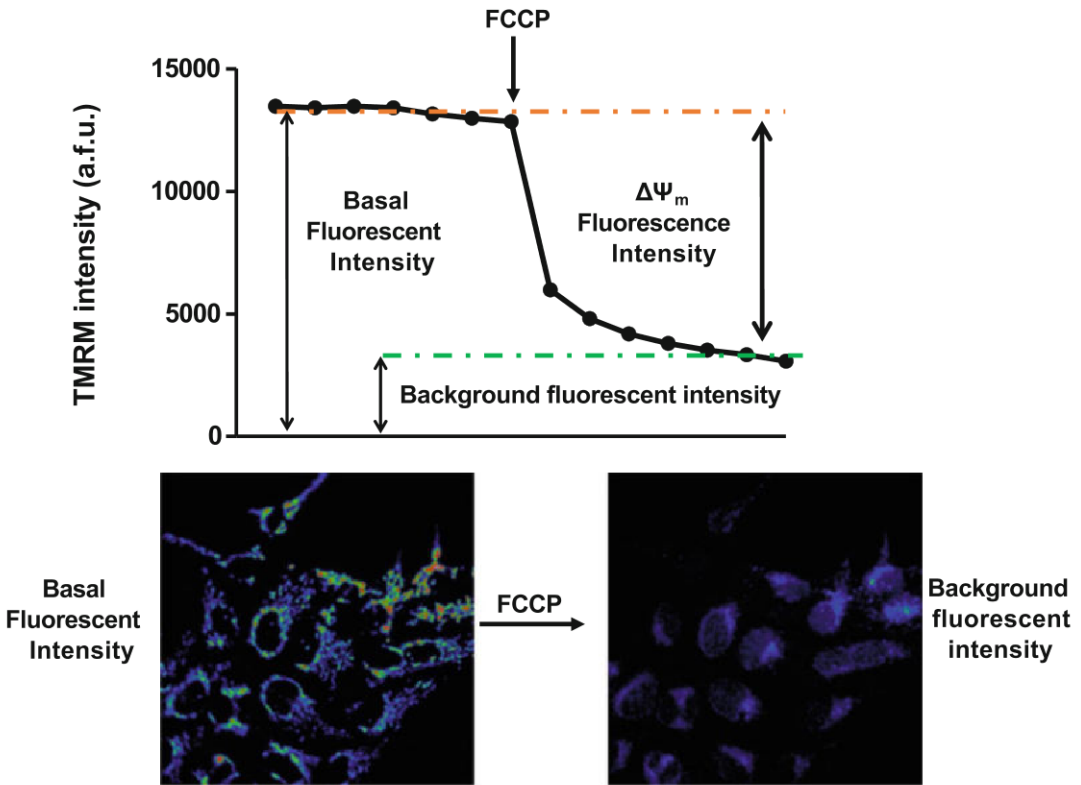 FCCP
15000
10000
5000
0
TMRM intensity (a.f.u.)
Basal
Fluorescent
Intensity
ΔΨm
Fluorescence
Intensity
Background fluorescent intensity
Basal
Fluorescent
Intensity
FCCP
Background
fluorescent
intensity